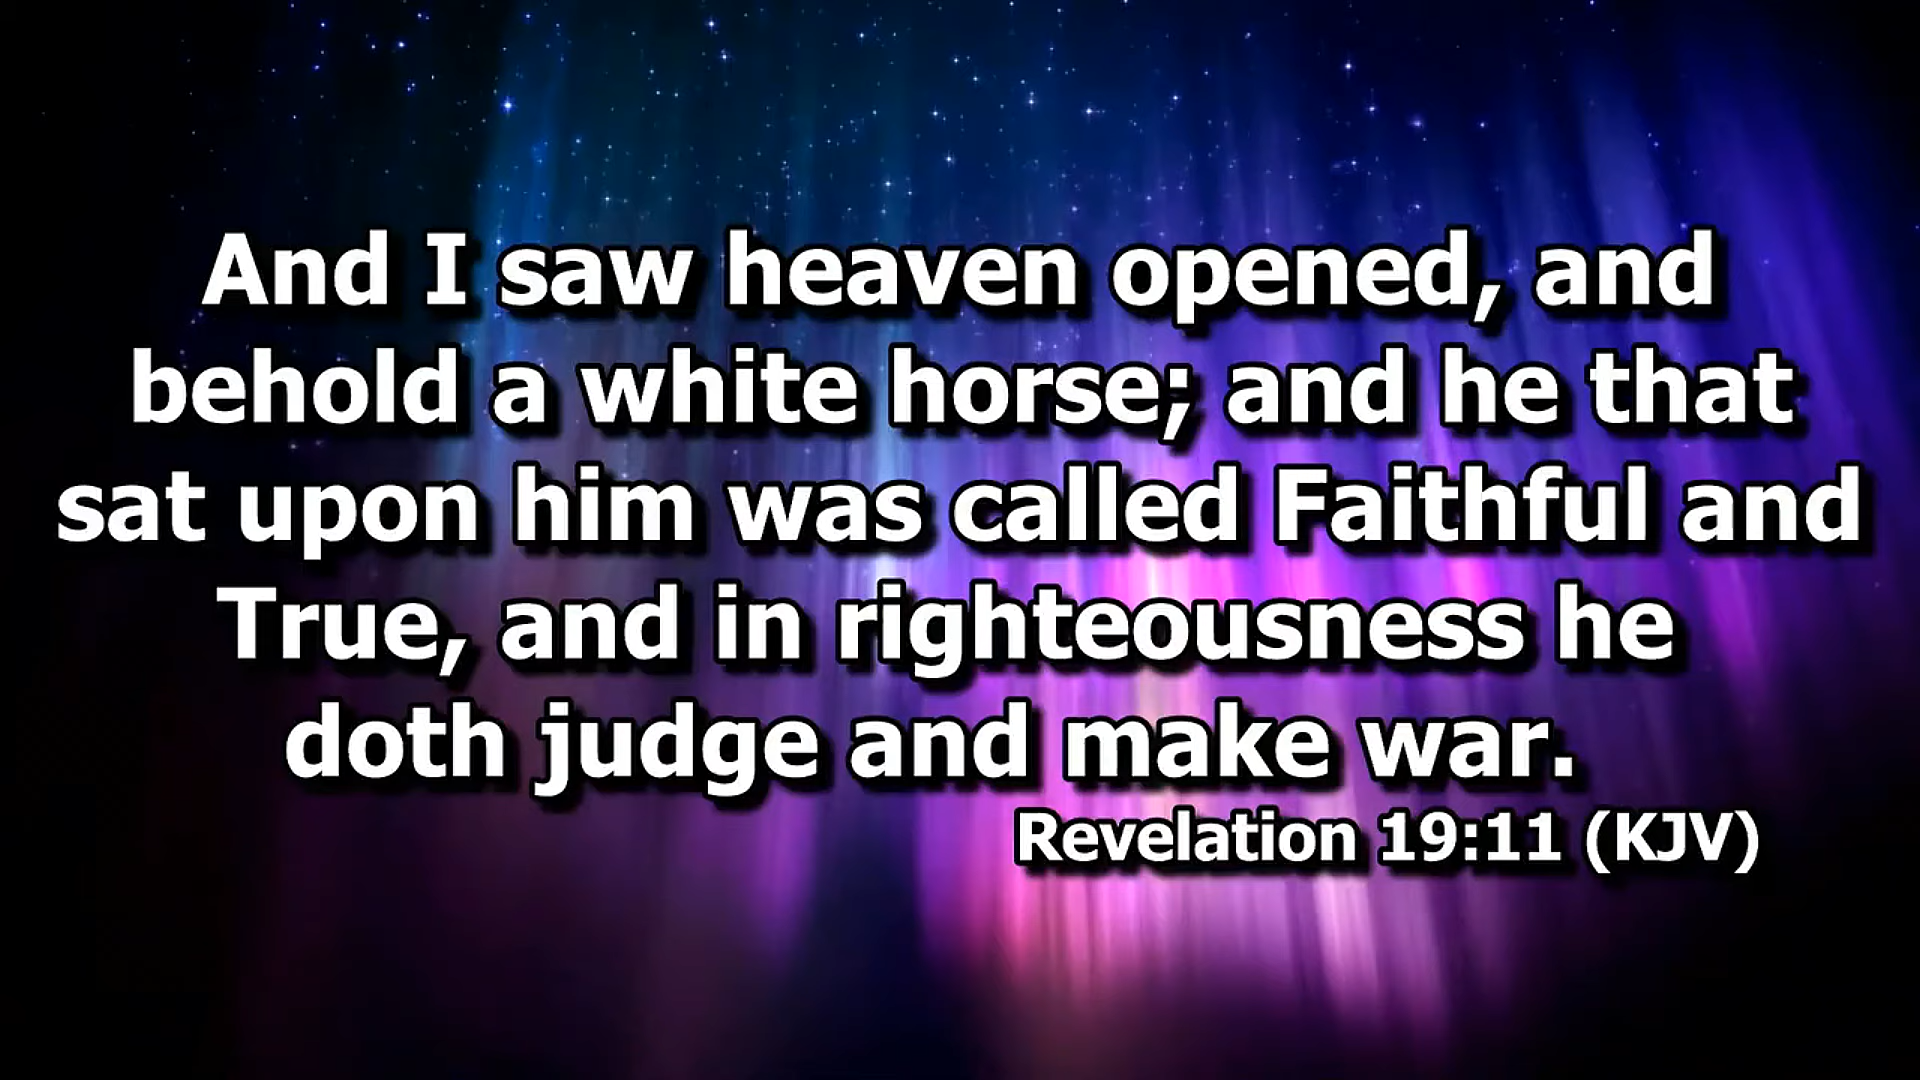 And I saw heaven opened, and
behold a white horse; and he that
sat upon him was called Faithful and
True, and in righteousness he
doth judge and make war.
Revelation 19:11 (KJV)